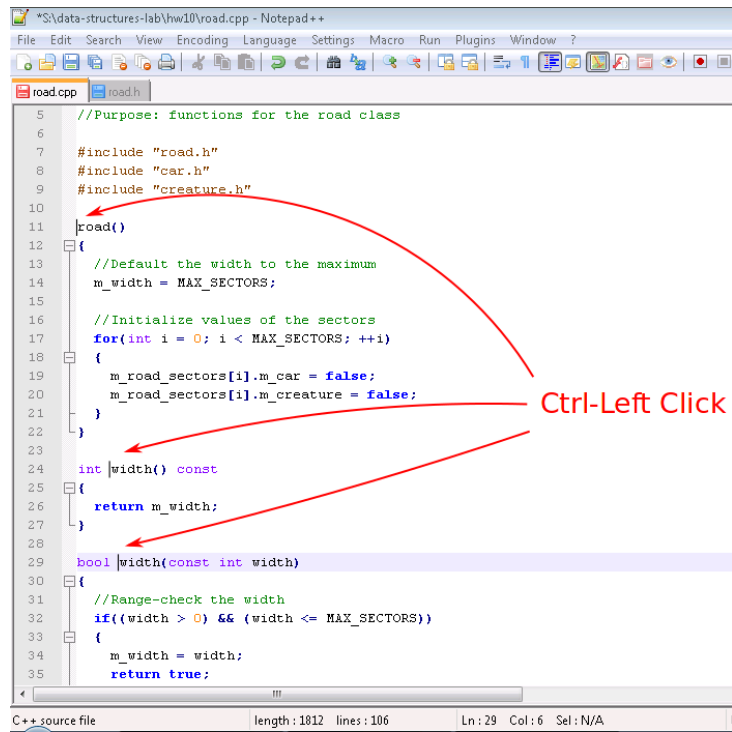 *S:\data-structures-lab\hw10\road.cpp - Notepad++
File Edit Search View Encoding Language Settings Macro Run Plugins Window ?
road.cpp road.h
5 //Purpose: functions for the road class
6
7 #include "road.h"
8 #include "car.h"
9 #include "creature.h"
10
11 road()
12 {
13 //Default the width to the maximum
14 m_width = MAX_SECTORS;
15
16 //Initialize values of the sectors
17 for(int i = 0; i < MAX_SECTORS; ++i)
18 {
19 m_road_sectors[i].m_car = false;
20 m_road_sectors[i].m_creature = false;
21 }
22 }
23
24 int width() const
25 {
26 return m_width;
27 }
28
29 bool width(const int width)
30 {
31 //Range-check the width
32 if((width > 0) && (width <= MAX_SECTORS))
33 {
34 m_width = width;
35 return true;
Ctrl-Left Click
C++ source file length : 1812 lines : 106 Ln : 29 Col : 6 Sel : N/A